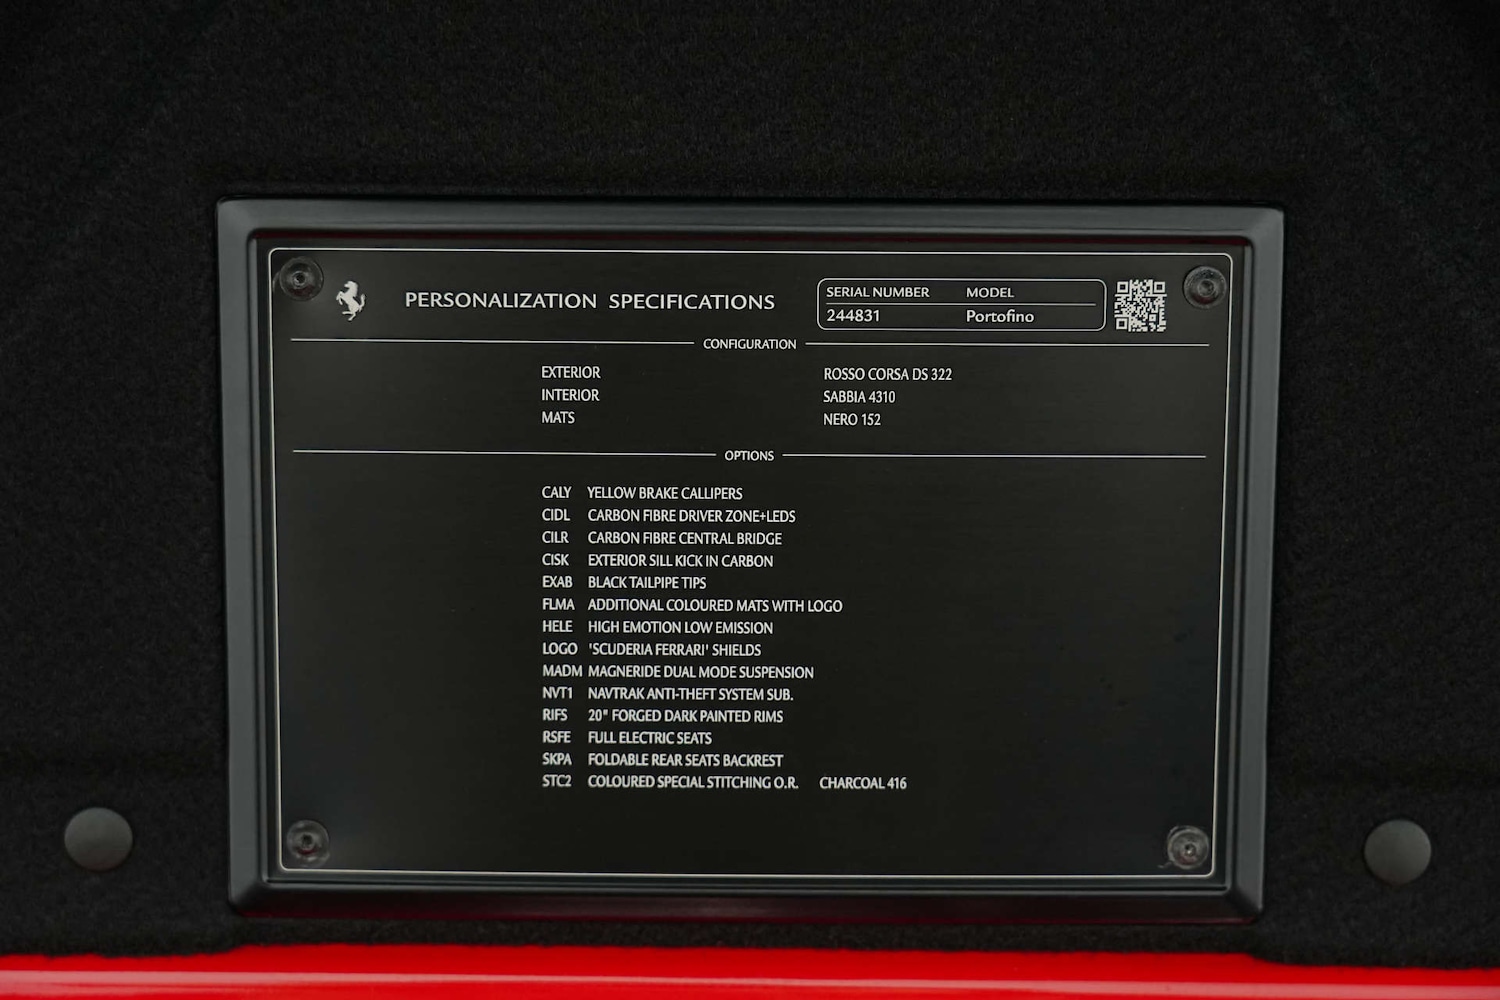 PERSONALIZATION SPECIFICATIONS
SERIAL NUMBER MODEL
244831 Portofino
CONFIGURATION
EXTERIOR ROSSO CORSA DS 322
INTERIOR SABBIA 4310
MATS NERO 152
OPTIONS
CALY YELLOW BRAKE CALLIPERS
CIDL CARBON FIBRE DRIVER ZONE+LEDS
CILR CARBON FIBRE CENTRAL BRIDGE
CISK EXTERIOR SILL KICK IN CARBON
EXAB BLACK TAILPIPE TIPS
FLMA ADDITIONAL COLOURED MATS WITH LOGO
HELE HIGH EMOTION LOW EMISSION
LOGO 'SCUDERIA FERRARI' SHIELDS
MADM MAGNERIDE DUAL MODE SUSPENSION
NVT1 NAVTRAK ANTI-THEFT SYSTEM SUB.
RIFS 20" FORGED DARK PAINTED RIMS
RSFE FULL ELECTRIC SEATS
SKPA FOLDABLE REAR SEATS BACKREST
STC2 COLOURED SPECIAL STITCHING O.R. CHARCOAL 416